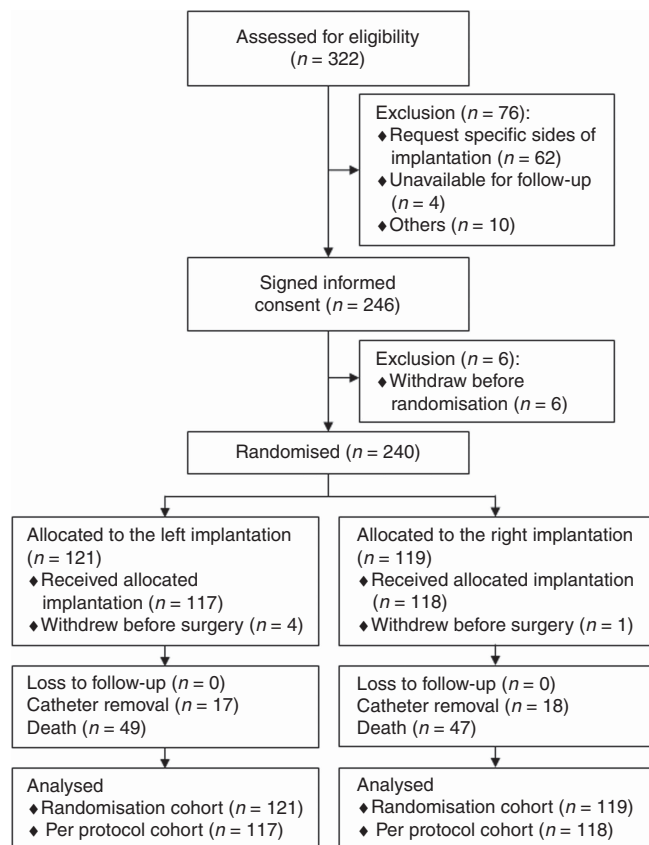 Assessed for eligibility
(n = 322)
Exclusion (n = 76):
♦Request specific sides of
implantation (n = 62)
♦Unavailable for follow-up
(n = 4)
♦Others (n = 10)
Signed informed
consent (n = 246)
Exclusion (n = 6):
♦Withdraw before
randomisation (n = 6)
Randomised (n = 240)
Allocated to the left implantation
(n = 121)
♦Received allocated
implantation (n = 117)
♦Withdrew before surgery (n = 4)
Allocated to the right implantation
(n = 119)
♦Received allocated implantation
(n = 118)
♦Withdrew before surgery (n = 1)
Loss to follow-up (n = 0)
Catheter removal (n = 17)
Death (n = 49)
Loss to follow-up (n = 0)
Catheter removal (n = 18)
Death (n = 47)
Analysed
♦Randomisation cohort (n = 121)
♦ Per protocol cohort (n = 117)
Analysed
♦Randomisation cohort (n = 119)
♦ Per protocol cohort (n = 118)